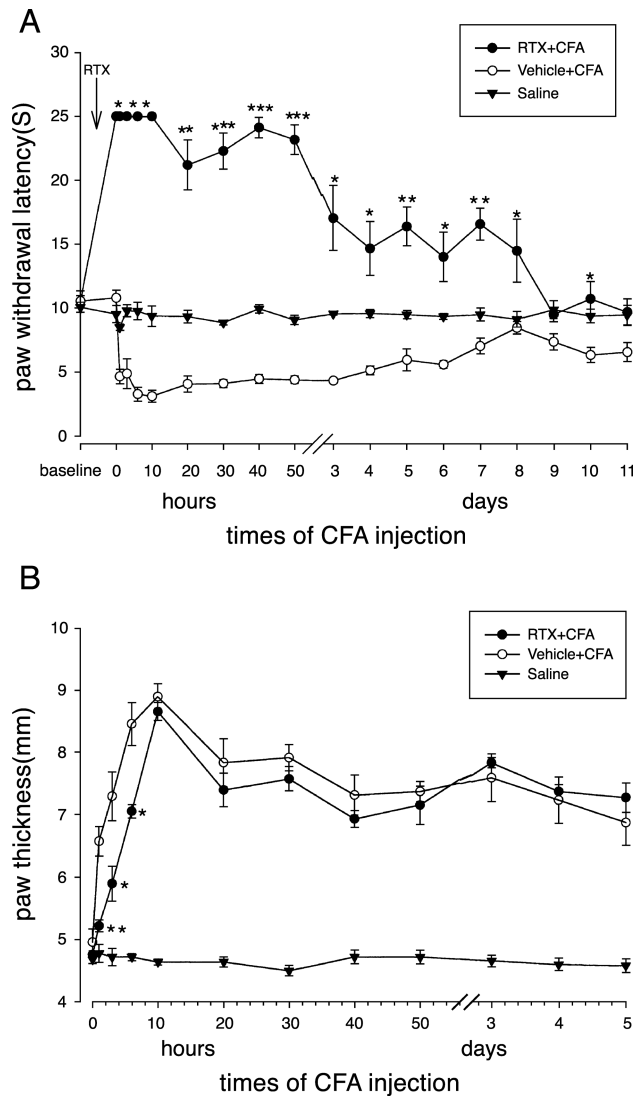 A
RTX+CFA
Vehicle+CFA
Saline
RTX
paw withdrawal latency(S)
30
25
20
15
10
5
0
* * *
**
***
***
***
*
*
**
*
**
*
*
baseline 0 10 20 30 40 50 3 4 5 6 7 8 9 10 11
hours days
times of CFA injection
B
RTX+CFA
Vehicle+CFA
Saline
paw thickness(mm)
10
9
8
7
6
5
4
*
*
**
0 10 20 30 40 50 3 4 5
hours days
times of CFA injection